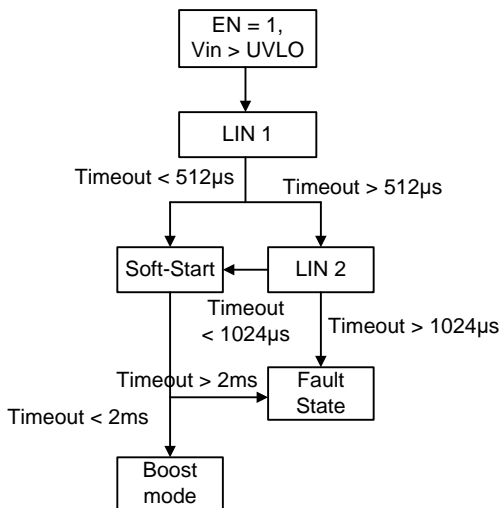 EN = 1,
Vin > UVLO
LIN 1
Timeout < 512µs
Timeout > 512µs
Soft-Start
LIN 2
Timeout
< 1024µs
Timeout > 1024µs
Timeout > 2ms
Fault
State
Timeout < 2ms
Boost
mode